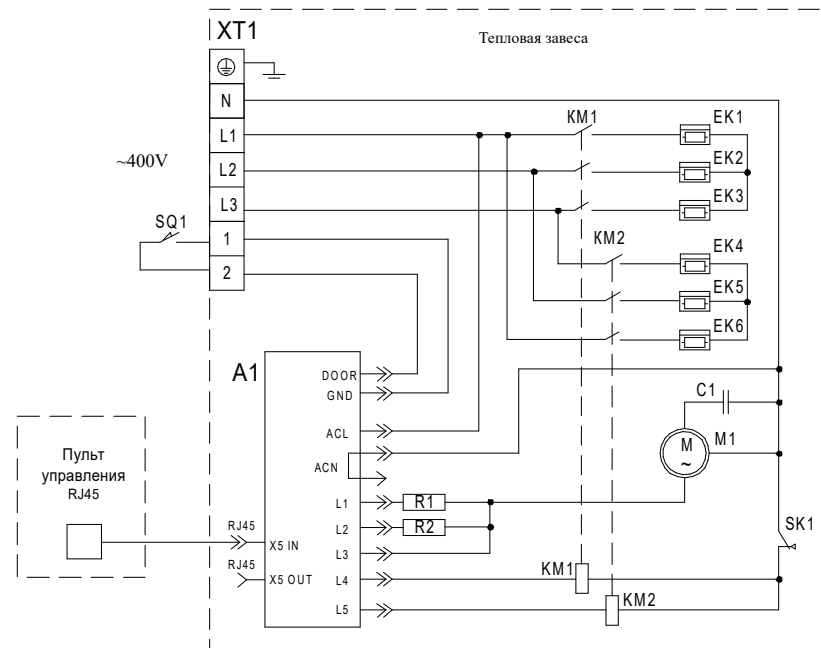 XT1
Тепловая завеса
N
L1
L2
L3
1
2
~400V
SQ1
KM1
EK1
EK2
EK3
KM2
EK4
EK5
EK6
A1
DOOR
GND
ACL
ACN
L1
L2
L3
L4
L5
R1
R2
C1
M
~
M1
SK1
KM1
KM2
Пульт
управления
RJ45
RJ45
X5 IN
RJ45
X5 OUT